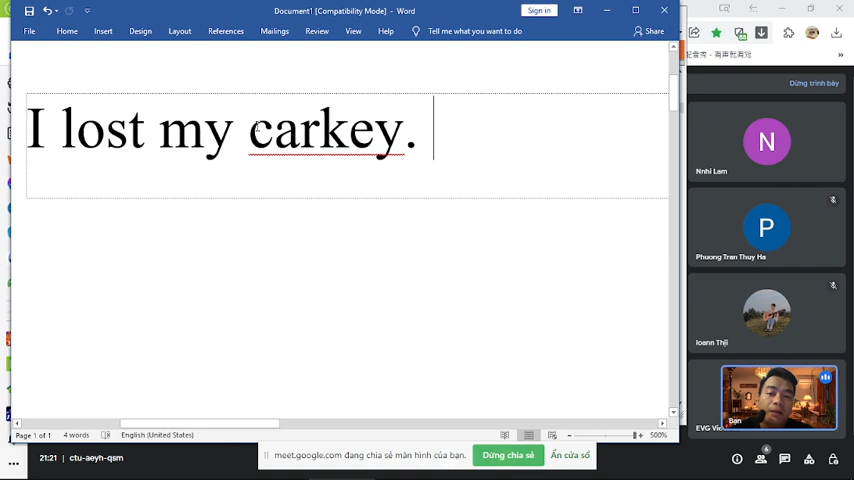 Document1 [Compatibility Mode] - Word
Sign in
File Home Insert Design Layout References Mailings Review View Help Tell me what you want to do Share
I lost my carkey.
Dừng trình bày
N
Nnhi Lam
P
Phuong Tran Thuy Ha
Ioann Thịi
Bạn
Page 1 of 1 4 words English (United States) 500%
21:21 | ctu-aeyh-qsm
meet.google.com đang chia sẻ màn hình của bạn. Dừng chia sẻ Ẩn cửa sổ
6